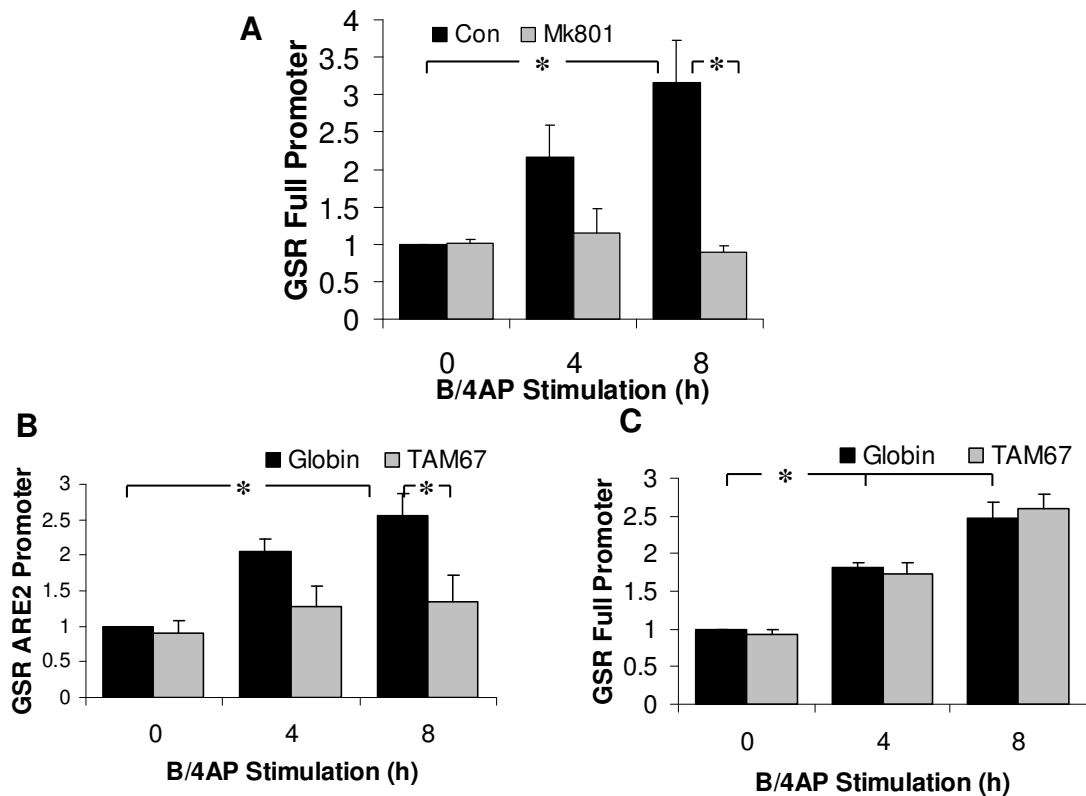 A
Con Mk801
GSR Full Promoter
4
3.5
3
2.5
2
1.5
1
0.5
0
* *
0 4 8
B/4AP Stimulation (h)
B
Globin TAM67
GSR ARE2 Promoter
3
2.5
2
1.5
1
0.5
0
* *
0 4 8
B/4AP Stimulation (h)
C
Globin TAM67
GSR Full Promoter
3
2.5
2
1.5
1
0.5
0
*
0 4 8
B/4AP Stimulation (h)